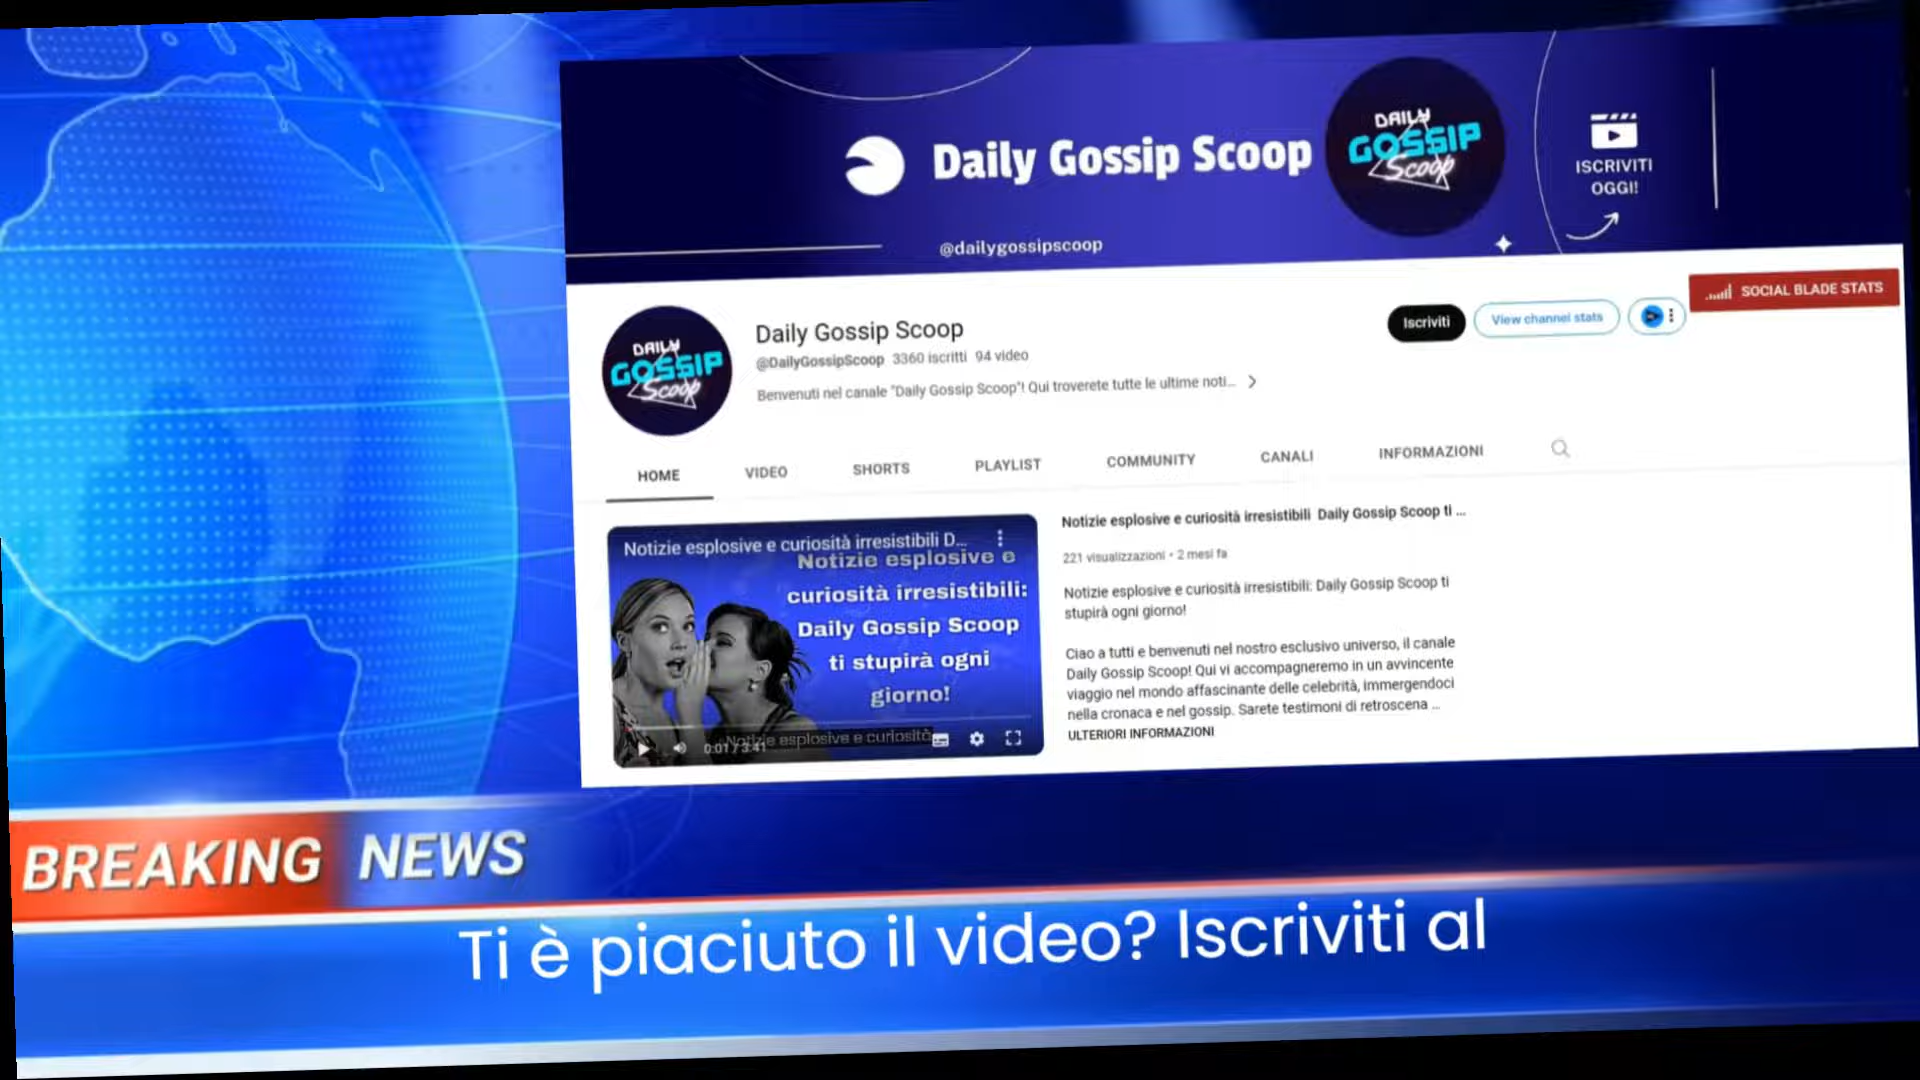 Daily Gossip Scoop
DAILY
GOSSIP
Scoop
ISCRIVITI
OGGI!
@dailygossipscoop
SOCIAL BLADE STATS
DAILY
GOSSIP
Scoop
Daily Gossip Scoop
@DailyGossipScoop 3360 iscritti 94 video
Benvenuti nel canale "Daily Gossip Scoop"! Qui troverete tutte le ultime noti...
Iscriviti
View channel stats
HOME VIDEO SHORTS PLAYLIST COMMUNITY CANALI INFORMAZIONI
Notizie esplosive e curiosità irresistibili D...
Notizie esplosive e
curiosità irresistibili:
Daily Gossip Scoop
ti stupirà ogni
giorno!
Notizie esplosive e curiosità
0:01 / 3:41
Notizie esplosive e curiosità irresistibili Daily Gossip Scoop ti ...
221 visualizzazioni • 2 mesi fa
Notizie esplosive e curiosità irresistibili: Daily Gossip Scoop ti
stupirà ogni giorno!
Ciao a tutti e benvenuti nel nostro esclusivo universo, il canale
Daily Gossip Scoop! Qui vi accompagneremo in un avvincente
viaggio nel mondo affascinante delle celebrità, immergendoci
nella cronaca e nel gossip. Sarete testimoni di retroscena ...
ULTERIORI INFORMAZIONI
BREAKING NEWS
Ti è piaciuto il video? Iscriviti al